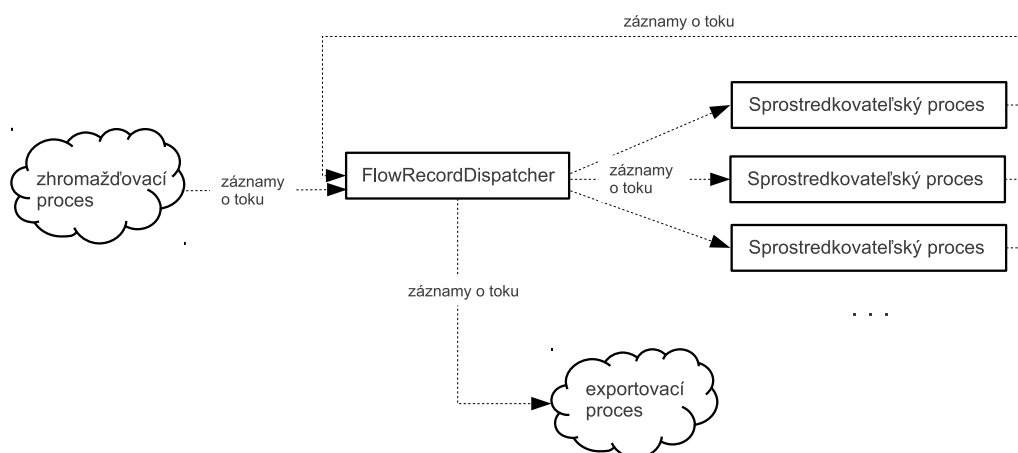 záznamy o toku
Sprostredkovateľský proces
zhromažďovací
proces
záznamy
o toku
FlowRecordDispatcher
záznamy
o toku
Sprostredkovateľský proces
Sprostredkovateľský proces
záznamy o toku
. . .
exportovací
proces